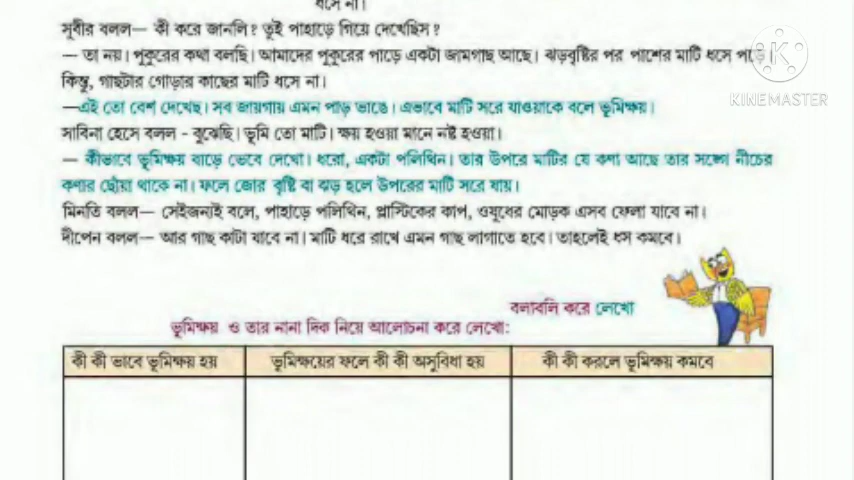 ধসে না।
সুবীর বলল— কী করে জানলি? তুই পাহাড়ে গিয়ে দেখেছিস?
— তা নয়। পুকুরের কথা বলছি। আমাদের পুকুরের পাড়ে একটা জামগাছ আছে। ঝড়বৃষ্টির পর পাশের মাটি ধসে পড়ে।
কিন্তু, গাছটার গোড়ার কাছের মাটি ধসে না।
—এই তো বেশ দেখেছ। সব জায়গায় এমন পাড় ভাঙে। এভাবে মাটি সরে যাওয়াকে বলে ভূমিক্ষয়।
সাবিনা হেসে বলল - বুঝেছি। ভূমি তো মাটি। ক্ষয় হওয়া মানে নষ্ট হওয়া।
— কীভাবে ভূমিক্ষয় বাড়ে ভেবে দেখো। ধরো, একটা পলিথিন। তার উপরে মাটির যে কণা আছে তার সঙ্গে নীচের
কণার ছোঁয়া থাকে না। ফলে জোর বৃষ্টি বা ঝড় হলে উপরের মাটি সরে যায়।
মিনতি বলল— সেইজন্যই বলে, পাহাড়ে পলিথিন, প্লাস্টিকের কাপ, ওষুধের মোড়ক এসব ফেলা যাবে না।
দীপেন বলল— আর গাছ কাটা যাবে না। মাটি ধরে রাখে এমন গাছ লাগাতে হবে। তাহলেই ধস কমবে।
বলাবলি করে লেখো
ভূমিক্ষয় ও তার নানা দিক নিয়ে আলোচনা করে লেখো:
কী কী ভাবে ভূমিক্ষয় হয় ভূমিক্ষয়ের ফলে কী কী অসুবিধা হয় কী কী করলে ভূমিক্ষয় কমবে
KINEMASTER